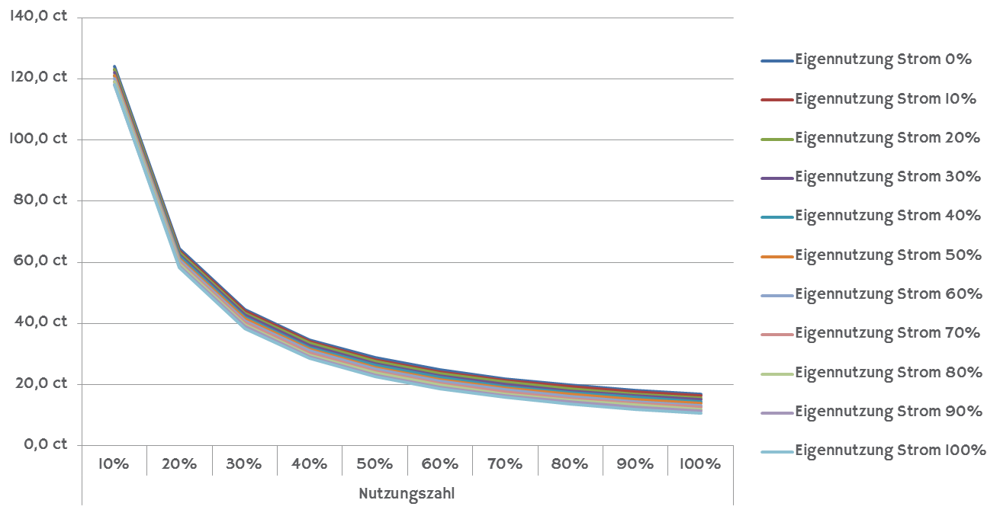 140,0 ct
120,0 ct
100,0 ct
80,0 ct
60,0 ct
40,0 ct
20,0 ct
0,0 ct
10% 20% 30% 40% 50% 60% 70% 80% 90% 100%
Nutzungszahl
Eigennutzung Strom 0%
Eigennutzung Strom 10%
Eigennutzung Strom 20%
Eigennutzung Strom 30%
Eigennutzung Strom 40%
Eigennutzung Strom 50%
Eigennutzung Strom 60%
Eigennutzung Strom 70%
Eigennutzung Strom 80%
Eigennutzung Strom 90%
Eigennutzung Strom 100%